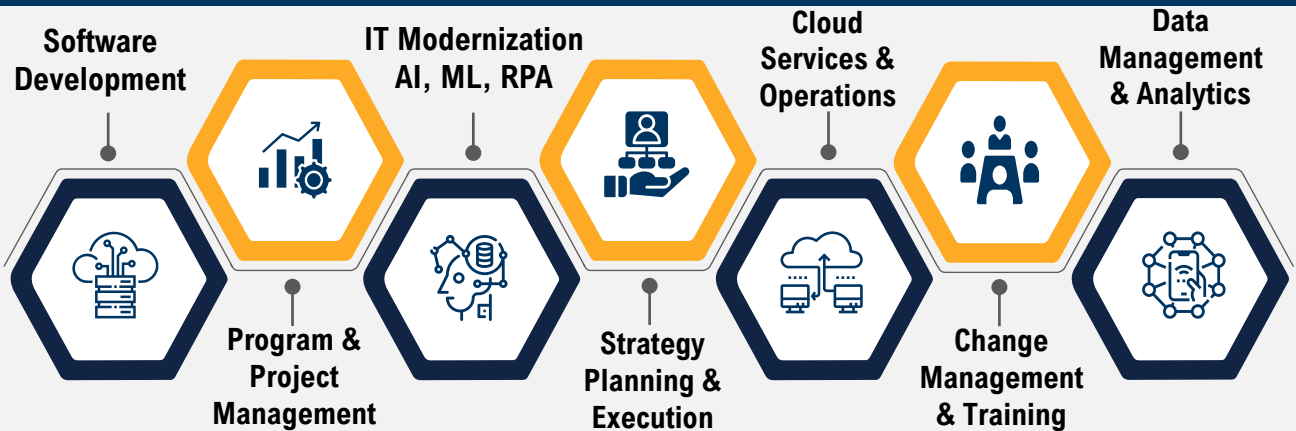 Software
Development
IT Modernization
AI, ML, RPA
Cloud
Services &
Operations
Data
Management
& Analytics
Program &
Project
Management
Strategy
Planning &
Execution
Change
Management
& Training